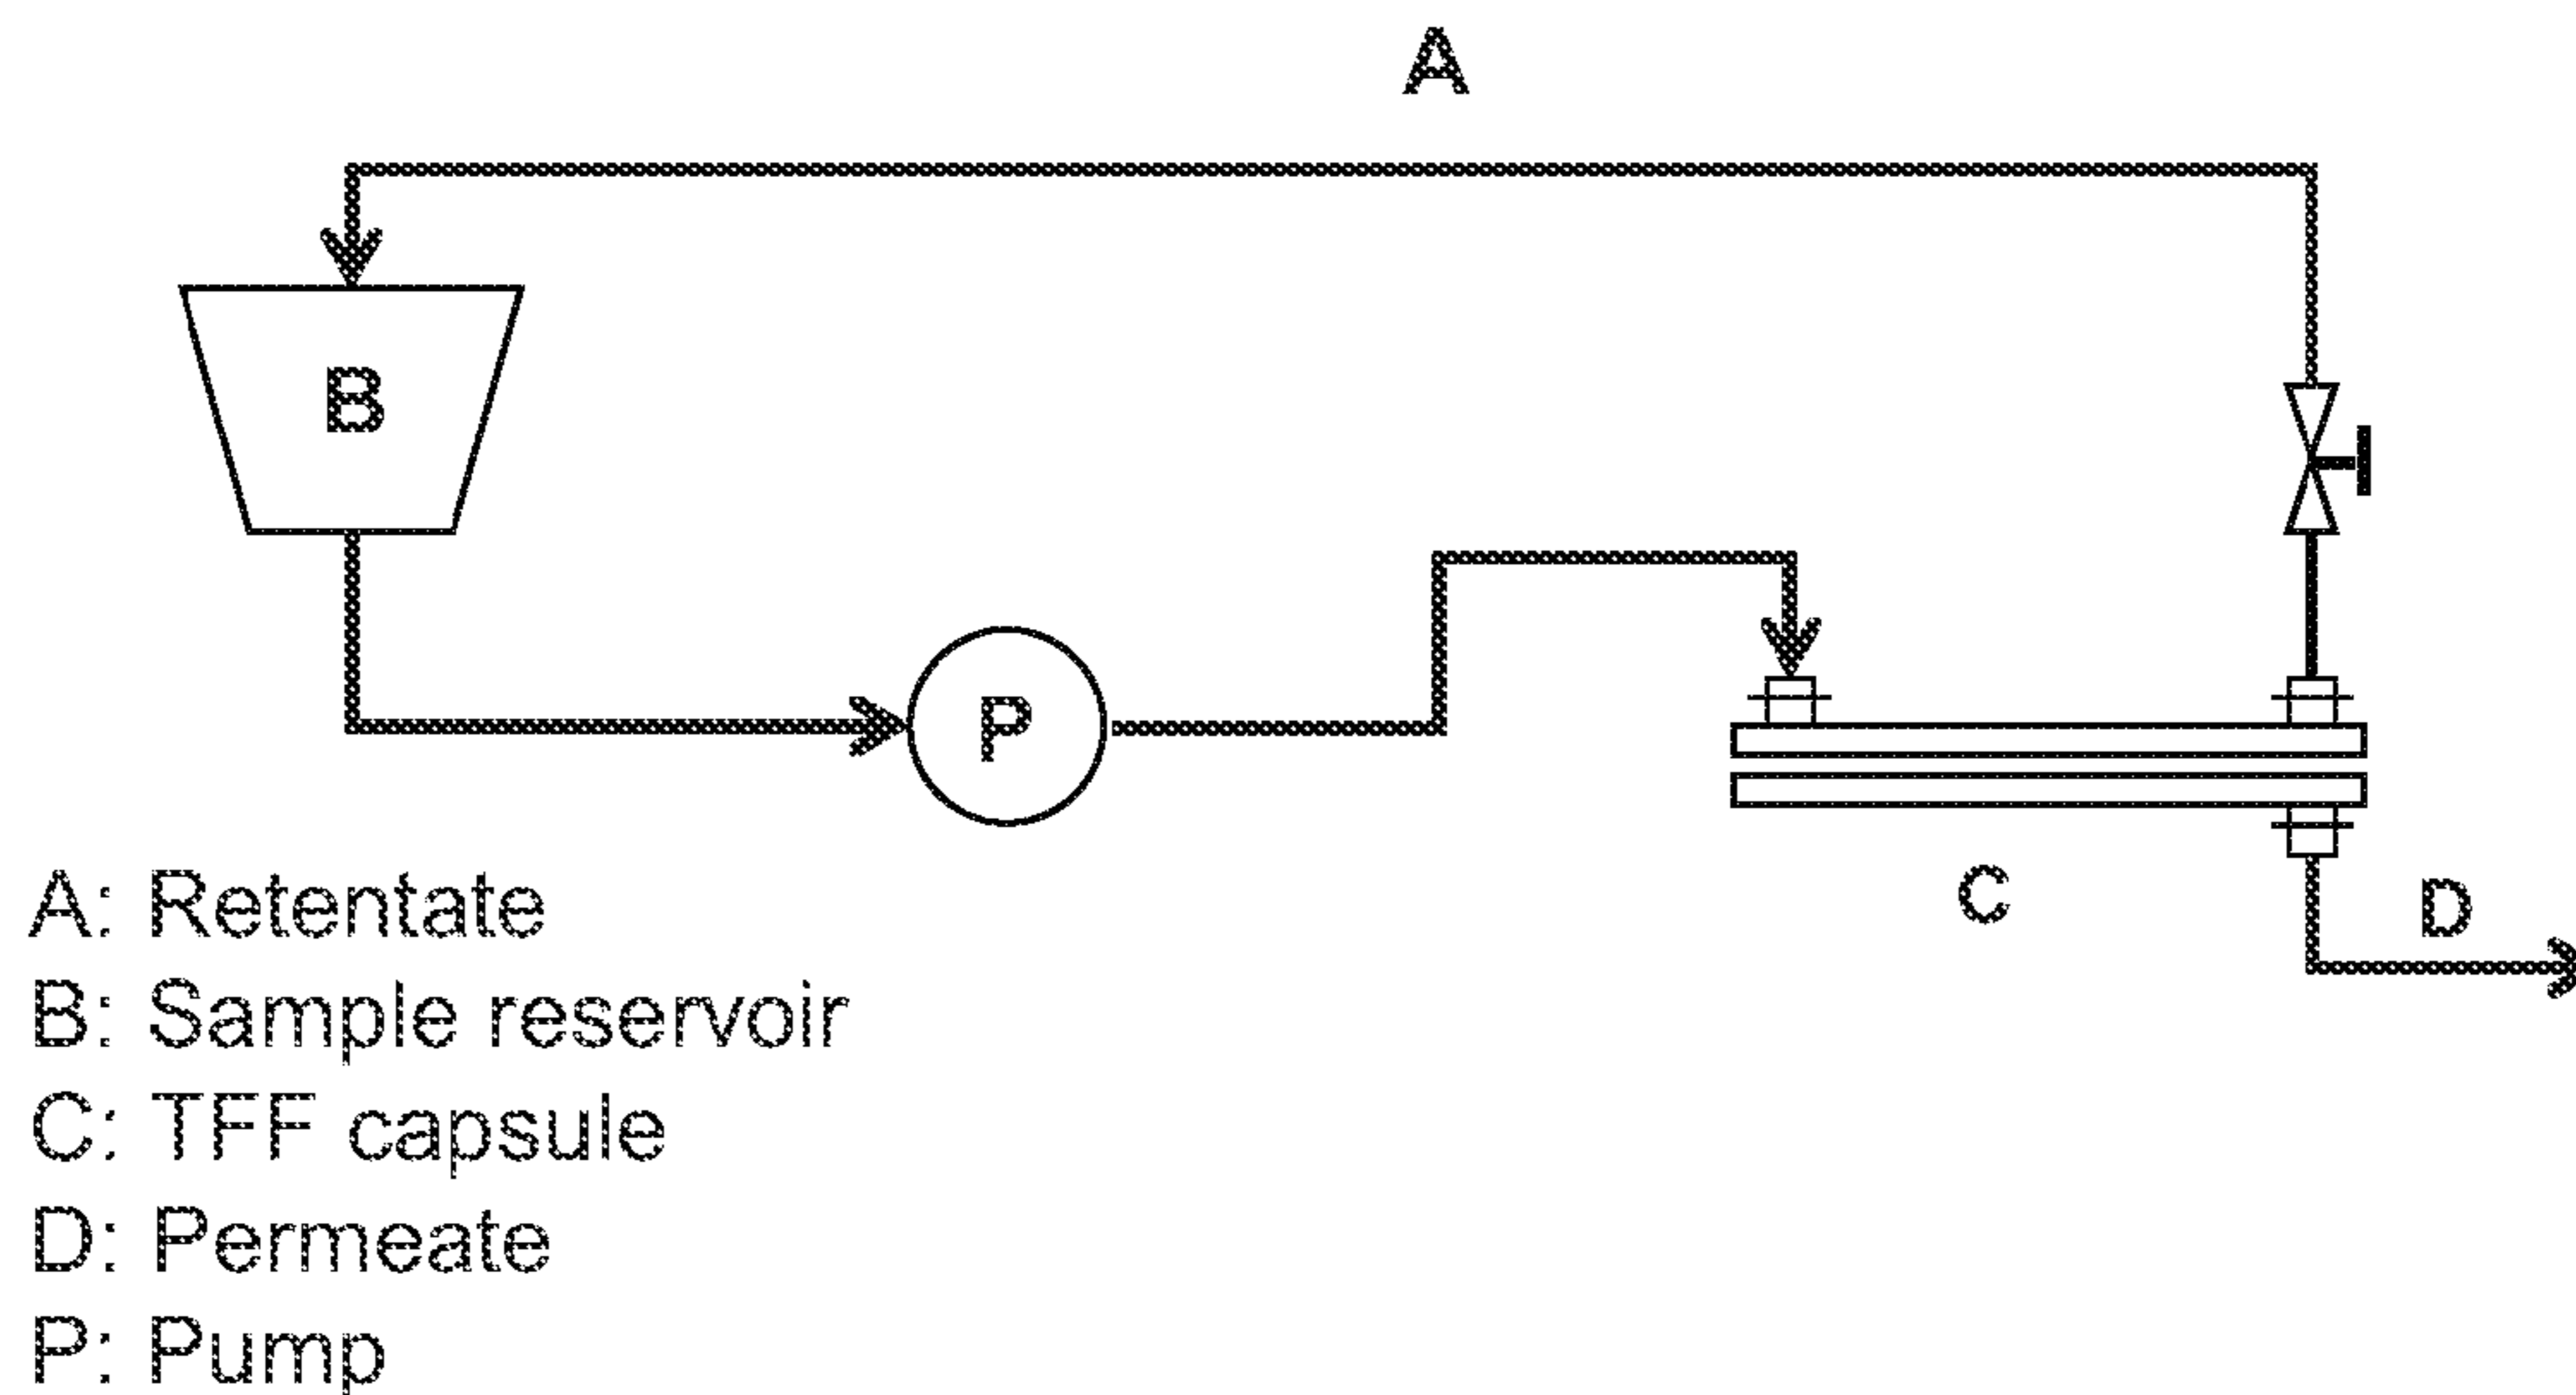 A
B
P
C
D
A: Retentate
B: Sample reservoir
C: TFF capsule
D: Permeate
P: Pump